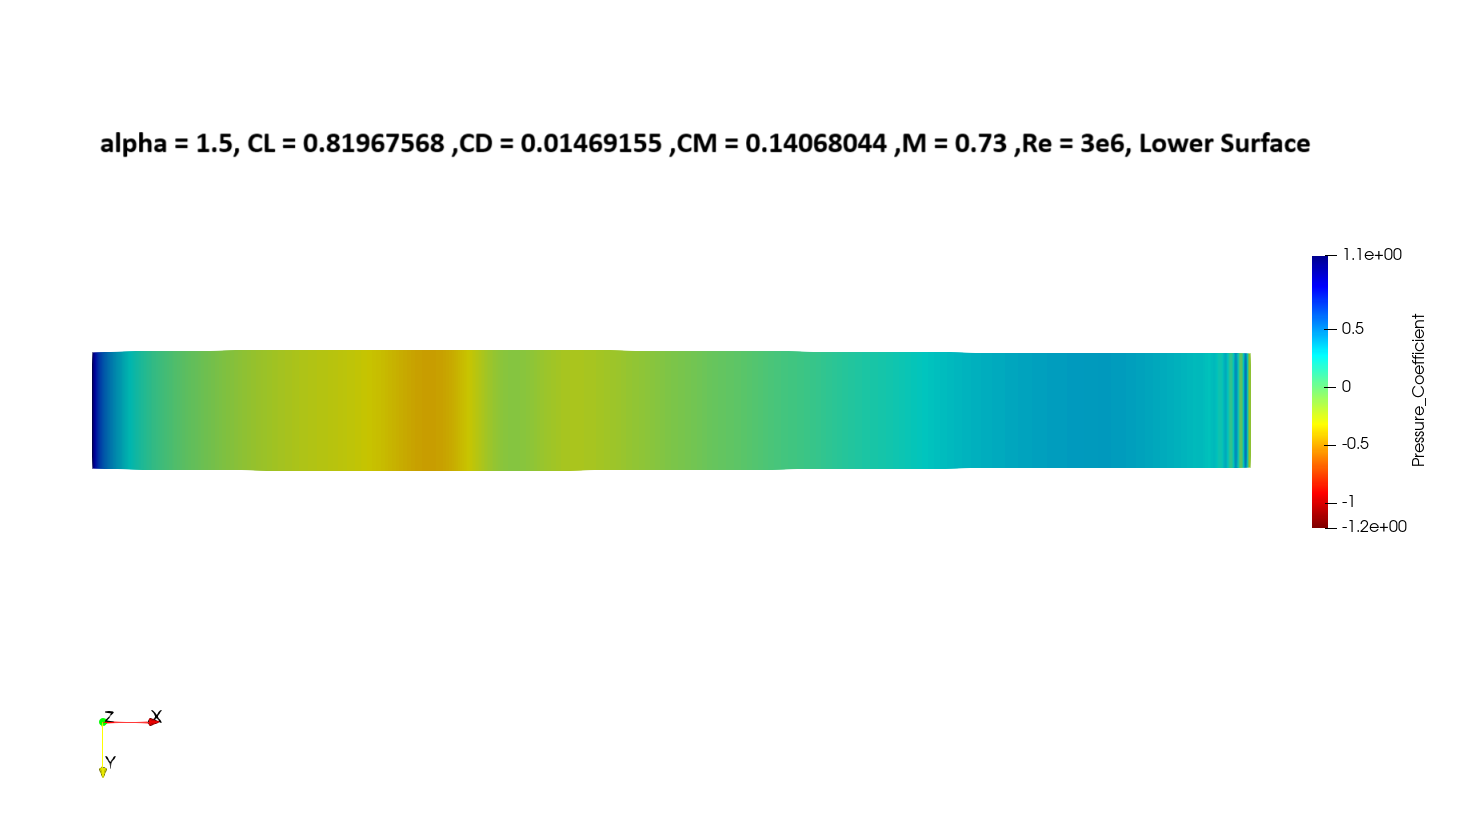 alpha = 1.5, CL = 0.81967568 ,CD = 0.01469155 ,CM = 0.14068044 ,M = 0.73 ,Re = 3e6, Lower Surface
1.1e+00
0.5
0
-0.5
-1
-1.2e+00
Pressure_Coefficient
Z
X
Y